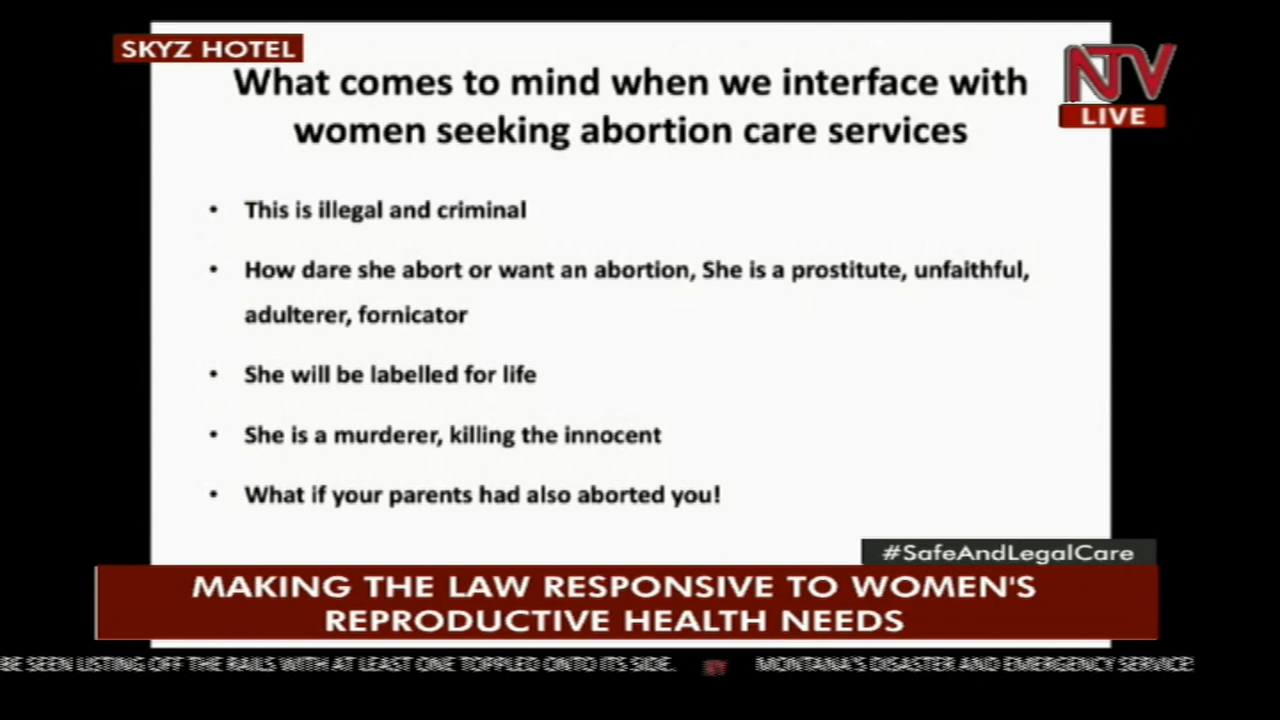 SKYZ HOTEL
NTV
LIVE
What comes to mind when we interface with
women seeking abortion care services
• This is illegal and criminal
• How dare she abort or want an abortion, She is a prostitute, unfaithful,
adulterer, fornicator
• She will be labelled for life
• She is a murderer, killing the innocent
• What if your parents had also aborted you!
#SafeAndLegalCare
MAKING THE LAW RESPONSIVE TO WOMEN'S
REPRODUCTIVE HEALTH NEEDS
BE SEEN LISTING OFF THE RAILS WITH AT LEAST ONE TOPPLED ONTO ITS SIDE. NTV MONTANA'S DISASTER AND EMERGENCY SERVICE